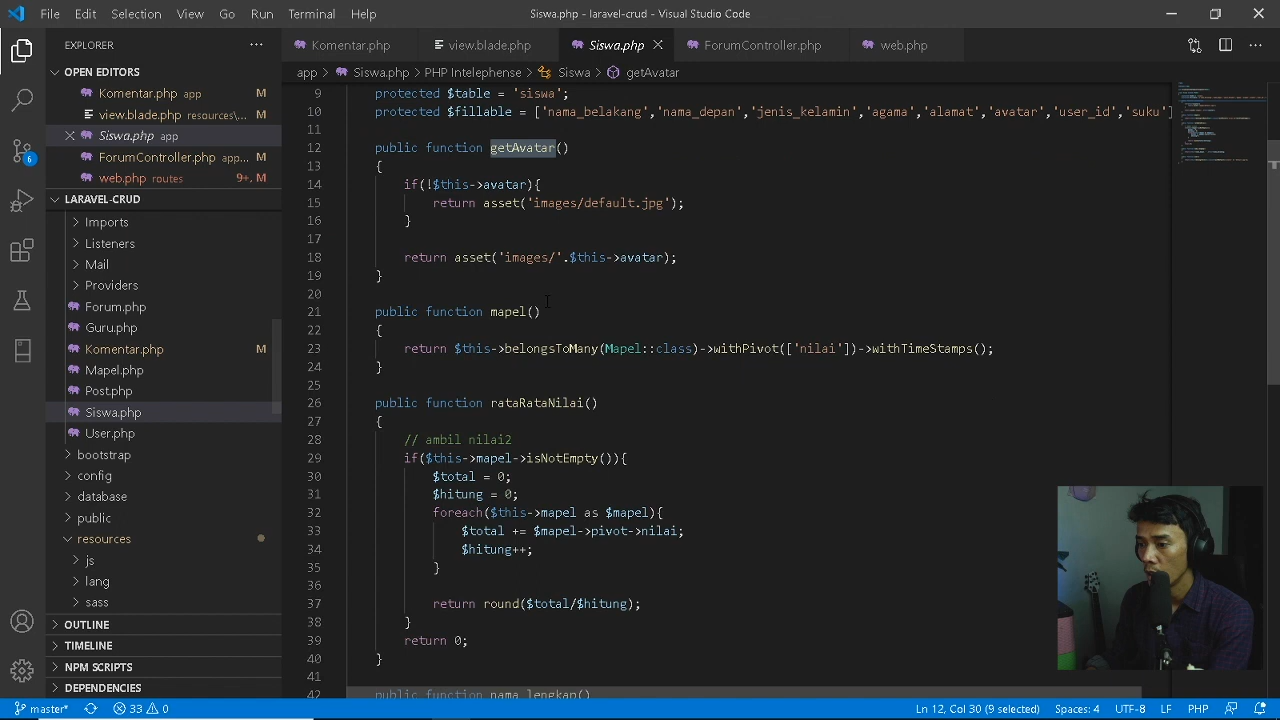 File Edit Selection View Go Run Terminal Help Siswa.php - laravel-crud - Visual Studio Code
EXPLORER
OPEN EDITORS
Komentar.php app M
view.blade.php resources\... M
Siswa.php app
ForumController.php app... M
web.php routes 9+, M
LARAVEL-CRUD
Imports
Listeners
Mail
Providers
Forum.php
Guru.php
Komentar.php M
Mapel.php
Post.php
Siswa.php
User.php
bootstrap
config
database
public
resources
js
lang
sass
OUTLINE
TIMELINE
NPM SCRIPTS
DEPENDENCIES
6
Komentar.php view.blade.php Siswa.php ForumController.php web.php
app > Siswa.php > PHP Intelephense > Siswa > getAvatar
9 protected $table = 'siswa';
10 protected $fillable = ['nama_belakang','nama_depan','jenis_kelamin','agama','alamat','avatar','user_id','suku']
11
12 public function getAvatar()
13 {
14 if(!$this->avatar){
15 return asset('images/default.jpg');
16 }
17
18 return asset('images/'.$this->avatar);
19 }
20
21 public function mapel()
22 {
23 return $this->belongsToMany(Mapel::class)->withPivot(['nilai'])->withTimeStamps();
24 }
25
26 public function rataRataNilai()
27 {
28 // ambil nilai2
29 if($this->mapel->isNotEmpty()){
30 $total = 0;
31 $hitung = 0;
32 foreach($this->mapel as $mapel){
33 $total += $mapel->pivot->nilai;
34 $hitung++;
35 }
36
37 return round($total/$hitung);
38 }
39 return 0;
40 }
41
42 public function nama_lengkap()
master* 33 0 Ln 12, Col 30 (9 selected) Spaces: 4 UTF-8 LF PHP